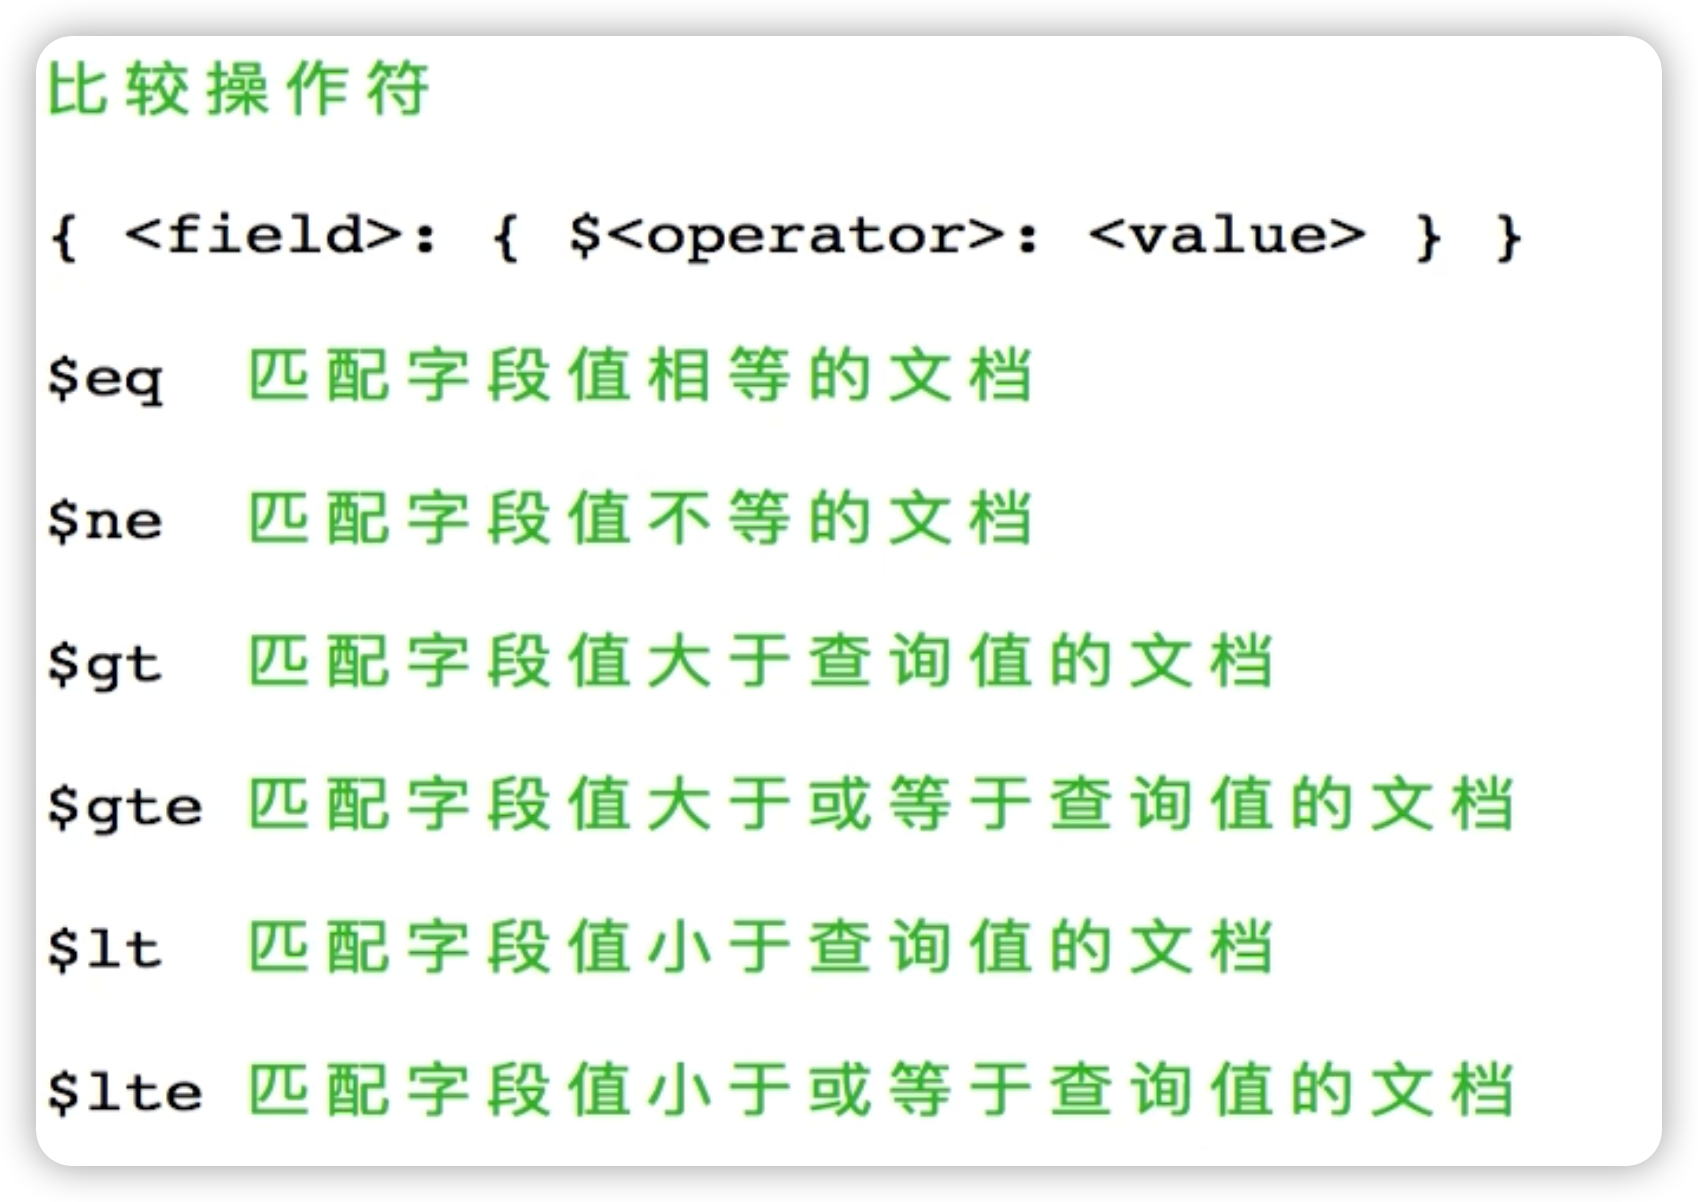 比较操作符
{ <field>: { $<operator>: <value> } }
$eq 匹配字段值相等的文档
$ne 匹配字段值不等的文档
$gt 匹配字段值大于查询值的文档
$gte 匹配字段值大于或等于查询值的文档
$lt 匹配字段值小于查询值的文档
$lte 匹配字段值小于或等于查询值的文档